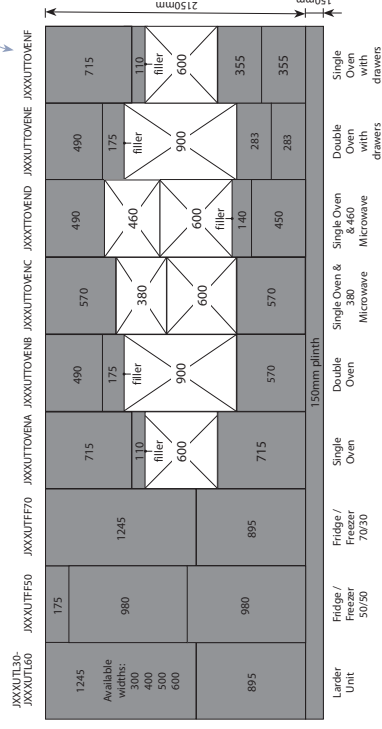 JXXXUTL30-
JXXXUTL60
1245
Available
widths:
300
400
500
600
895
Larder
Unit
JXXXUTFF50
175
980
980
Fridge /
Freezer
50/50
JXXXUTFF70
1245
895
Fridge /
Freezer
70/30
JXXXUTTOVENA
715
110
filler
600
715
Single
Oven
JXXXUTTOVENB
490
175
filler
900
570
Double
Oven
JXXXUTTOVENC
570
380
600
570
Single Oven &
380
Microwave
JXXXTTOVEND
490
460
600
filler
140
450
Single Oven
& 460
Microwave
JXXXUTTOVENE
490
175
filler
900
283
283
Double
Oven
with
drawers
JXXXUTTOVENF
715
110
filler
600
355
355
Single
Oven
with
drawers
150mm plinth
2150mm
150mm